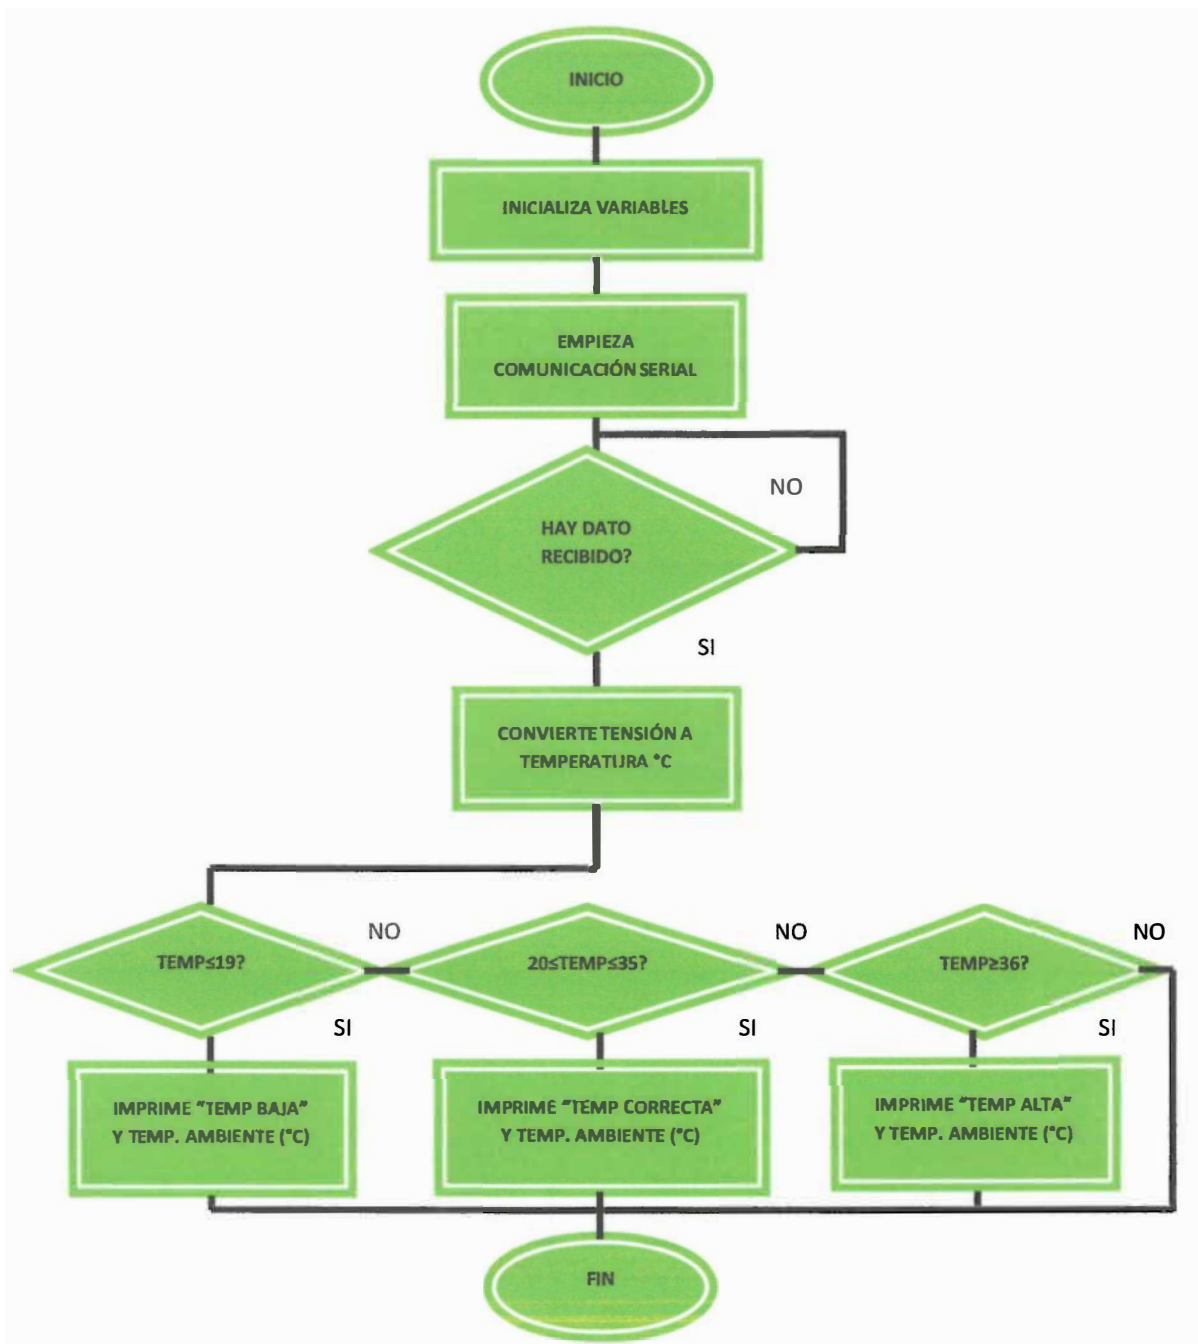 INICIO
INICIALIZA VARIABLES
EMPIEZA
COMUNICACIÓN SERIAL
NO
HAY DATO
RECIBIDO?
SI
CONVIERTE TENSIÓN A
TEMPERATURA °C
TEMP≤19?
NO
20≤TEMP≤35?
NO
TEMP≥36?
NO
SI
SI
SI
IMPRIME "TEMP BAJA"
Y TEMP. AMBIENTE (°C)
IMPRIME "TEMP CORRECTA"
Y TEMP. AMBIENTE (°C)
IMPRIME "TEMP ALTA"
Y TEMP. AMBIENTE (°C)
FIN